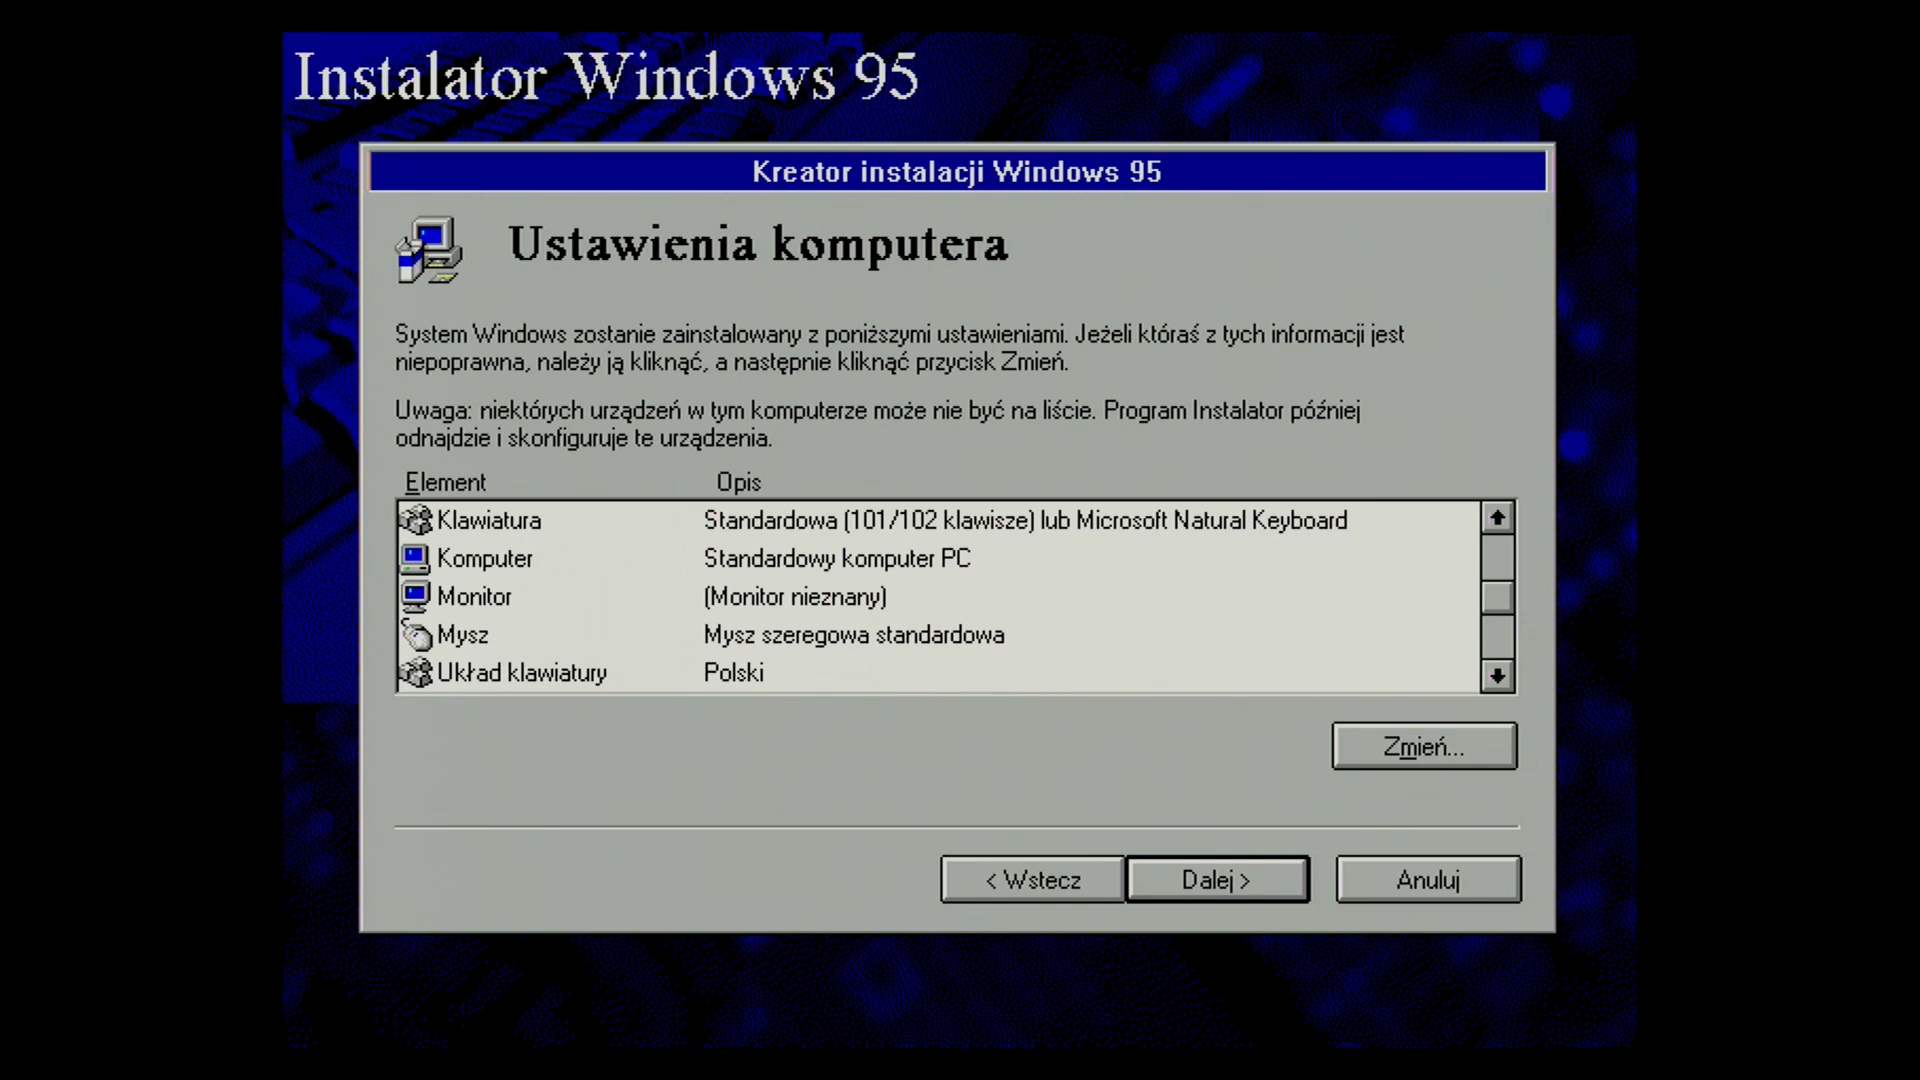 Instalator Windows 95
Kreator instalacji Windows 95
Ustawienia komputera
System Windows zostanie zainstalowany z poniższymi ustawieniami. Jeżeli któraś z tych informacji jest
niepoprawna, należy ją kliknąć, a następnie kliknąć przycisk Zmień.
Uwaga: niektórych urządzeń w tym komputerze może nie być na liście. Program Instalator później
odnajdzie i skonfiguruje te urządzenia.
Element Opis
Klawiatura Standardowa (101/102 klawisze) lub Microsoft Natural Keyboard
Komputer Standardowy komputer PC
Monitor (Monitor nieznany)
Mysz Mysz szeregowa standardowa
Układ klawiatury Polski
Zmień...
< Wstecz Dalej > Anuluj